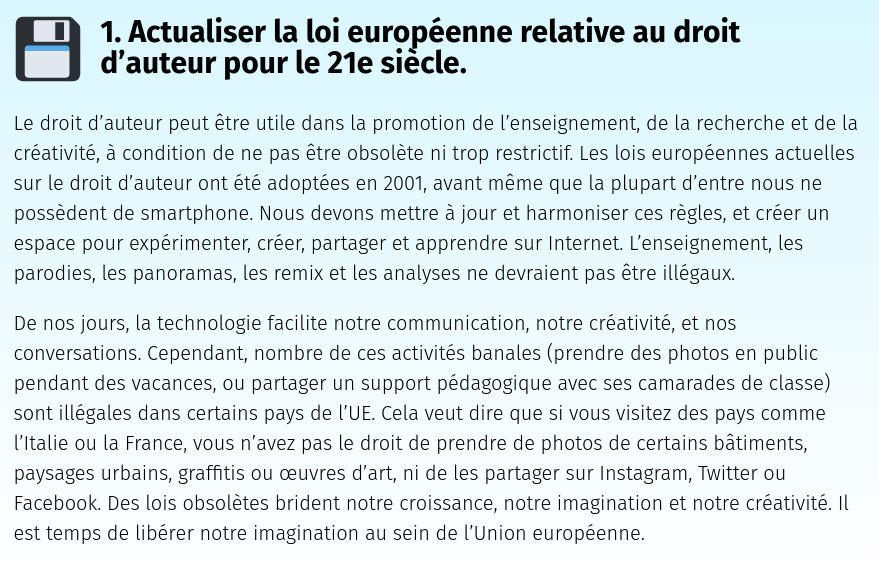 1. Actualiser la loi européenne relative au droit
d’auteur pour le 21e siècle.
Le droit d’auteur peut être utile dans la promotion de l’enseignement, de la recherche et de la
créativité, à condition de ne pas être obsolète ni trop restrictif. Les lois européennes actuelles
sur le droit d’auteur ont été adoptées en 2001, avant même que la plupart d’entre nous ne
possèdent de smartphone. Nous devons mettre à jour et harmoniser ces règles, et créer un
espace pour expérimenter, créer, partager et apprendre sur Internet. L’enseignement, les
parodies, les panoramas, les remix et les analyses ne devraient pas être illégaux.
De nos jours, la technologie facilite notre communication, notre créativité, et nos
conversations. Cependant, nombre de ces activités banales (prendre des photos en public
pendant des vacances, ou partager un support pédagogique avec ses camarades de classe)
sont illégales dans certains pays de l’UE. Cela veut dire que si vous visitez des pays comme
l’Italie ou la France, vous n’avez pas le droit de prendre de photos de certains bâtiments,
paysages urbains, graffitis ou œuvres d’art, ni de les partager sur Instagram, Twitter ou
Facebook. Des lois obsolètes brident notre croissance, notre imagination et notre créativité. Il
est temps de libérer notre imagination au sein de l’Union européenne.